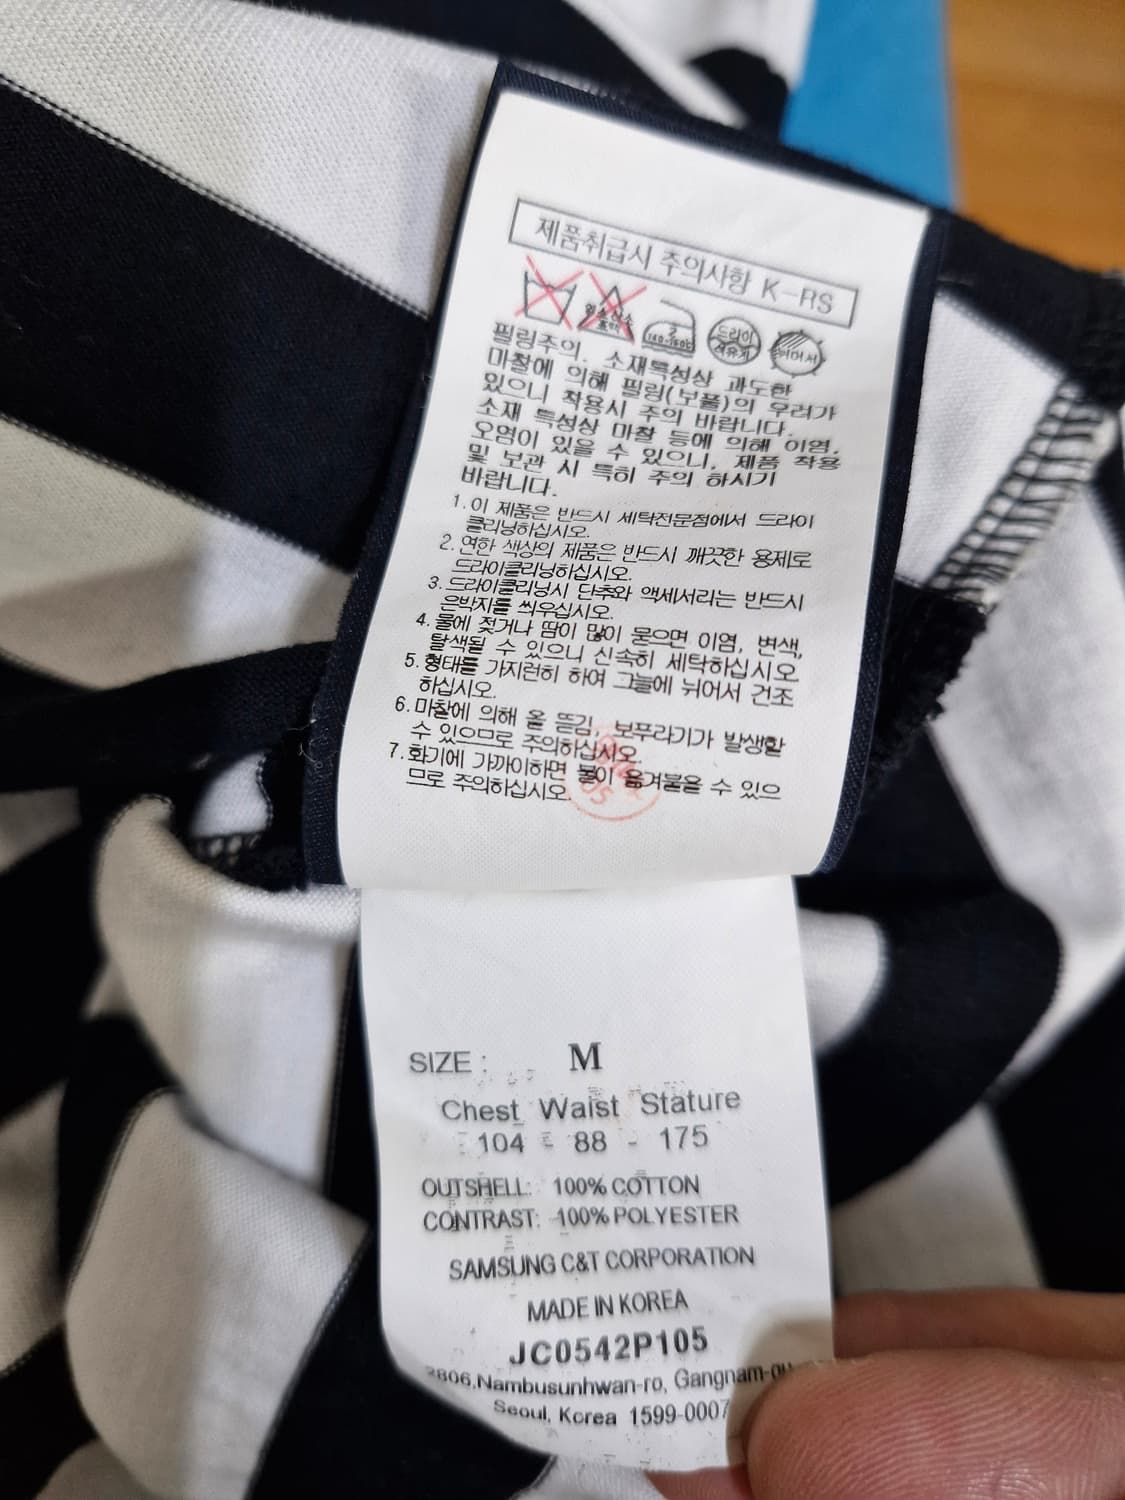 제품취급시 주의사항 K-RS
염소 산소 표백
2 140-160℃
드라이 석유계
뉘어서
필링주의. 소재특성상 과도한
마찰에 의해 필링(보풀)의 우려가
있으니 착용시 주의 바랍니다.
소재 특성상 마찰 등에 의해 이염,
오염이 있을 수 있으니, 제품 착용
및 보관 시 특히 주의 하시기
바랍니다.
1. 이 제품은 반드시 세탁전문점에서 드라이
클리닝하십시오.
2. 연한 색상의 제품은 반드시 깨끗한 용제로
드라이클리닝하십시오.
3. 드라이클리닝시 단추와 액세서리는 반드시
은박지를 씌우십시오.
4. 물에 젖거나 땀이 많이 묻으면 이염, 변색,
탈색될 수 있으니 신속히 세탁하십시오
5. 형태를 가지런히 하여 그늘에 뉘어서 건조
하십시오.
6. 마찰에 의해 올 뜯김, 보푸라기가 발생할
수 있으므로 주의하십시오.
7. 화기에 가까이하면 불이 옮겨붙을 수 있으
므로 주의하십시오.
SIZE : M
Chest Waist Stature
104 - 88 - 175
OUTSHELL: 100% COTTON
CONTRAST: 100% POLYESTER
SAMSUNG C&T CORPORATION
MADE IN KOREA
JC0542P105
2806,Nambusunhwan-ro, Gangnam-gu
Seoul, Korea 1599-0007